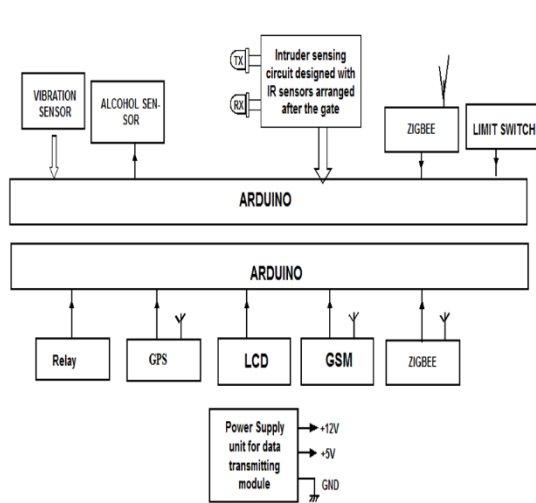 TX
RX
Intruder sensing
circuit designed with
IR sensors arranged
after the gate
VIBRATION
SENSOR
ALCOHOL SEN-
SOR
ZIGBEE
LIMIT SWITCH
ARDUINO
ARDUINO
Relay
GPS
LCD
GSM
ZIGBEE
Power Supply
unit for data
transmitting
module
+12V
+5V
GND